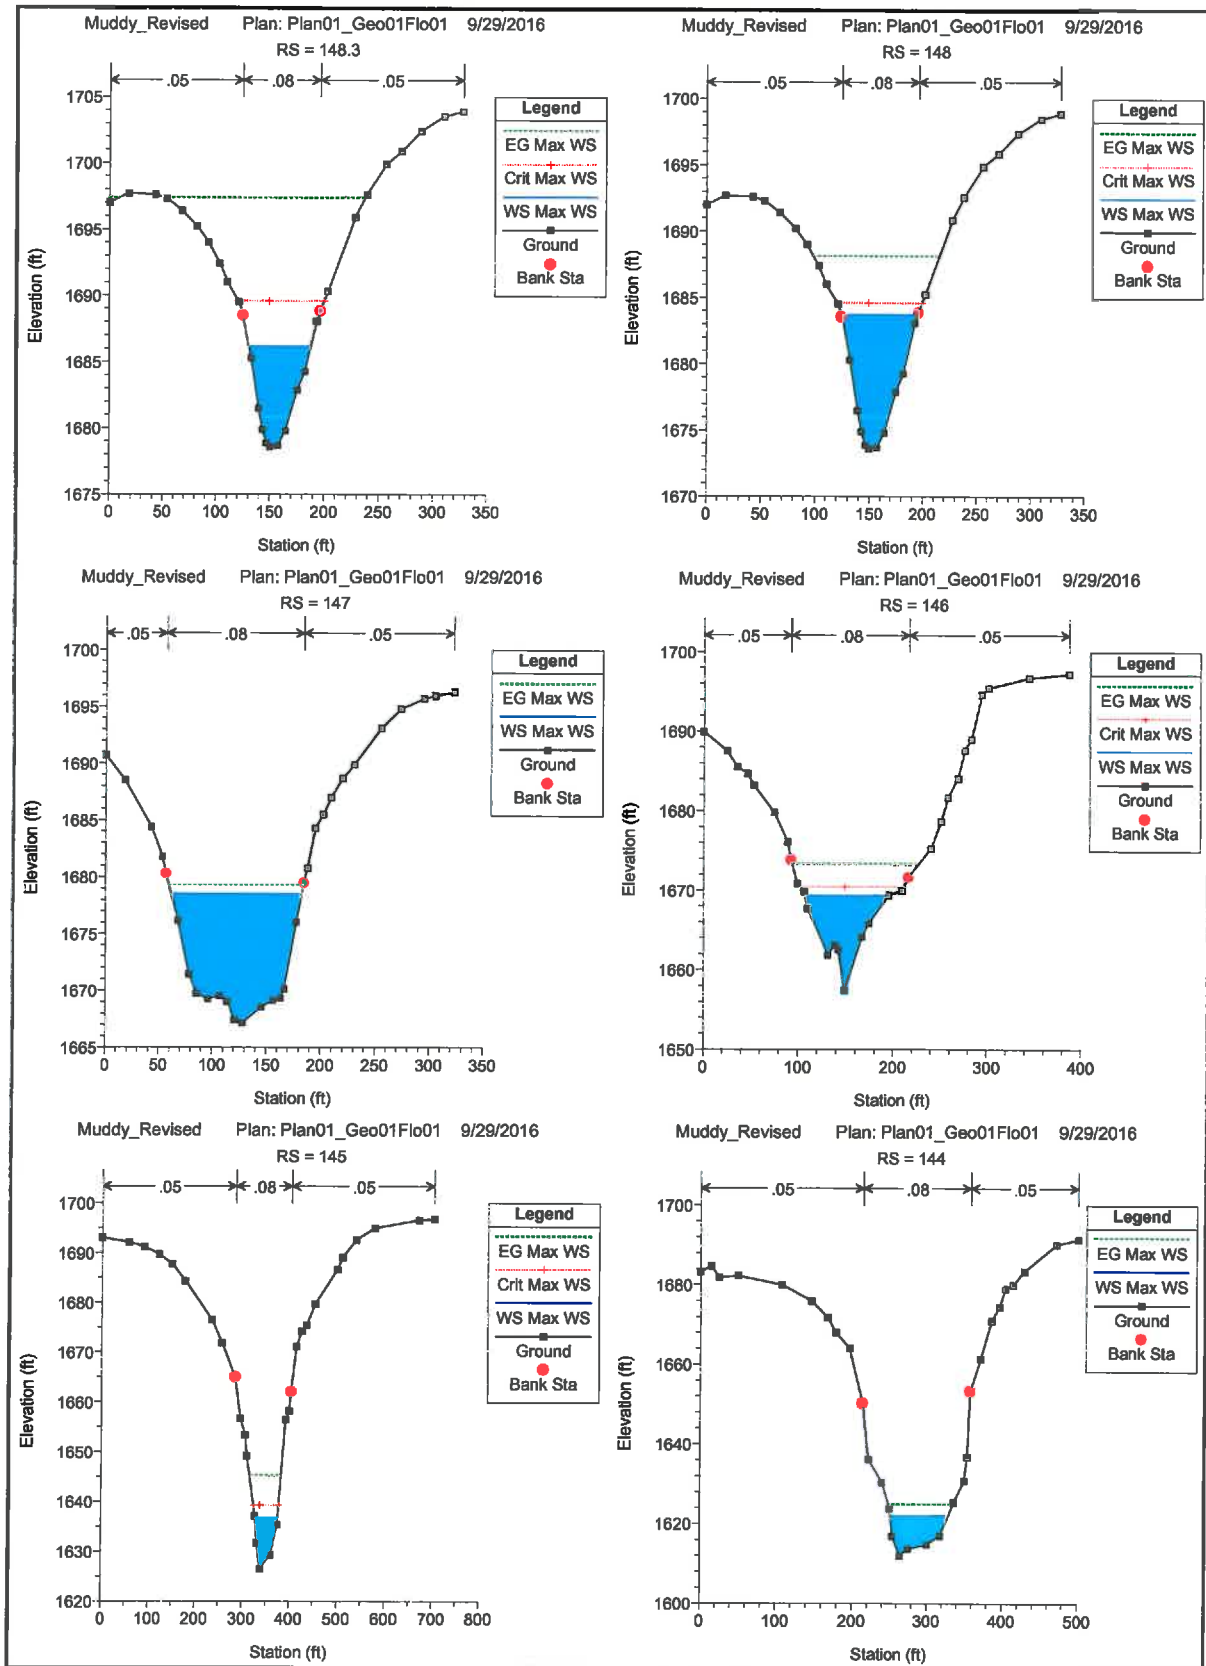 Muddy_Revised Plan: Plan01_Geo01Flo01 9/29/2016
RS = 148.3
.05 .08 .05
1705
1700
1695
1690
1685
1680
1675
0 50 100 150 200 250 300 350
Station (ft)
Elevation (ft)
Legend
EG Max WS
Crit Max WS
WS Max WS
Ground
Bank Sta
Muddy_Revised Plan: Plan01_Geo01Flo01 9/29/2016
RS = 148
.05 .08 .05
1700
1695
1690
1685
1680
1675
1670
0 50 100 150 200 250 300 350
Station (ft)
Elevation (ft)
Legend
EG Max WS
Crit Max WS
WS Max WS
Ground
Bank Sta
Muddy_Revised Plan: Plan01_Geo01Flo01 9/29/2016
RS = 147
.05 .08 .05
1700
1695
1690
1685
1680
1675
1670
1665
0 50 100 150 200 250 300 350
Station (ft)
Elevation (ft)
Legend
EG Max WS
WS Max WS
Ground
Bank Sta
Muddy_Revised Plan: Plan01_Geo01Flo01 9/29/2016
RS = 146
.05 .08 .05
1700
1690
1680
1670
1660
1650
0 100 200 300 400
Station (ft)
Elevation (ft)
Legend
EG Max WS
Crit Max WS
WS Max WS
Ground
Bank Sta
Muddy_Revised Plan: Plan01_Geo01Flo01 9/29/2016
RS = 145
.05 .08 .05
1700
1690
1680
1670
1660
1650
1640
1630
1620
0 100 200 300 400 500 600 700 800
Station (ft)
Elevation (ft)
Legend
EG Max WS
Crit Max WS
WS Max WS
Ground
Bank Sta
Muddy_Revised Plan: Plan01_Geo01Flo01 9/29/2016
RS = 144
.05 .08 .05
1700
1680
1660
1640
1620
1600
0 100 200 300 400 500
Station (ft)
Elevation (ft)
Legend
EG Max WS
WS Max WS
Ground
Bank Sta